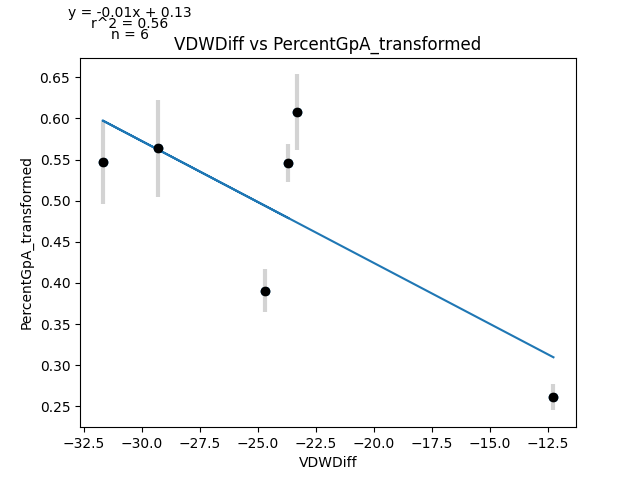 y = -0.01x + 0.13
r^2 = 0.56
n = 6
VDWDiff vs PercentGpA_transformed
0.65
0.60
0.55
0.50
0.45
0.40
0.35
0.30
0.25
PercentGpA_transformed
−32.5 −30.0 −27.5 −25.0 −22.5 −20.0 −17.5 −15.0 −12.5
VDWDiff